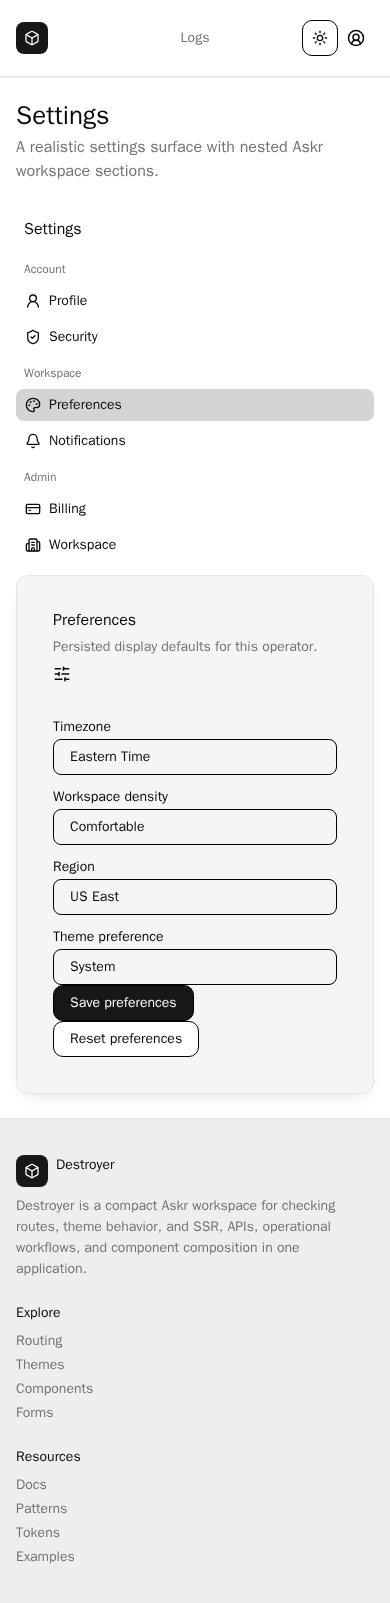 Logs
Settings
A realistic settings surface with nested Askr
workspace sections.
Settings
Account
Profile
Security
Workspace
Preferences
Notifications
Admin
Billing
Workspace
Preferences
Persisted display defaults for this operator.
Timezone
Eastern Time
Workspace density
Comfortable
Region
US East
Theme preference
System
Save preferences
Reset preferences
Destroyer
Destroyer is a compact Askr workspace for checking
routes, theme behavior, and SSR, APIs, operational
workflows, and component composition in one
application.
Explore
Routing
Themes
Components
Forms
Resources
Docs
Patterns
Tokens
Examples